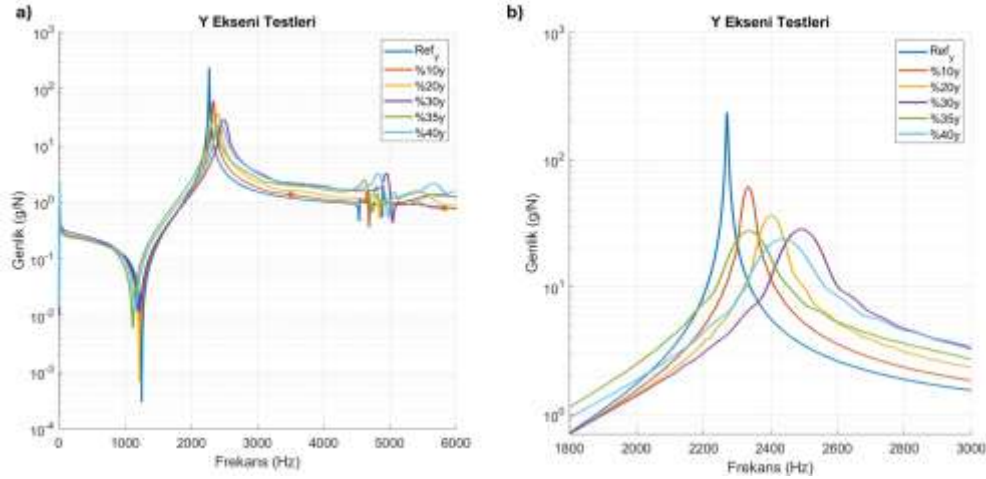 a)
Y Ekseni Testleri
10^3
10^2
10^1
10^0
10^-1
10^-2
10^-3
10^-4
Genlik (g/N)
Ref_y
%10y
%20y
%30y
%35y
%40y
0 1000 2000 3000 4000 5000 6000
Frekans (Hz)
b)
Y Ekseni Testleri
10^3
10^2
10^1
10^0
Genlik (g/N)
Ref_y
%10y
%20y
%30y
%35y
%40y
1800 2000 2200 2400 2600 2800 3000
Frekans (Hz)